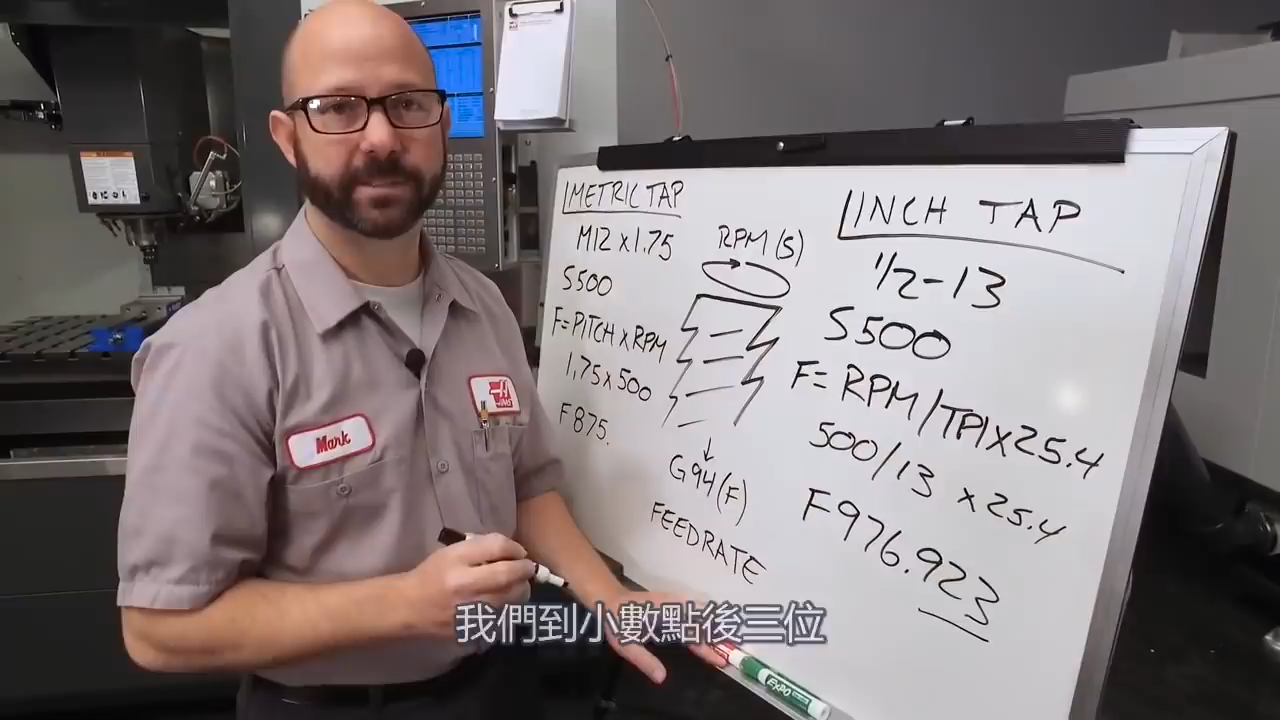 METRIC TAP
M12 x 1.75
S500
F=PITCH x RPM
1.75 x 500
F875.
RPM (S)
G94 (F)
FEEDRATE
INCH TAP
1/2-13
S500
F= RPM/TPI x 25.4
500/13 x 25.4
F976.923
Mark
HAAS
EXPO
我們到小數點後三位